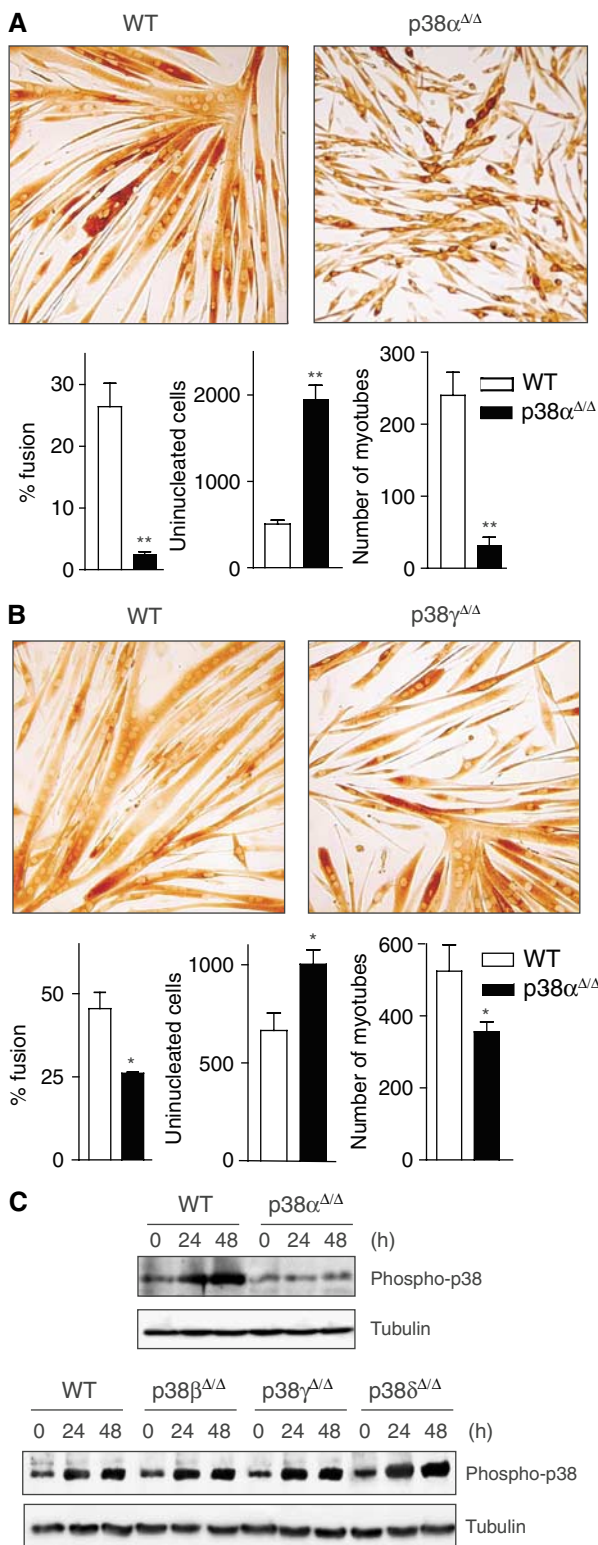 A
WT p38α^Δ/Δ
% fusion
30
20
10
0
**
Uninucleated cells
2000
1000
0
**
Number of myotubes
300
200
100
0
**
WT
p38α^Δ/Δ
B
WT p38γ^Δ/Δ
% fusion
50
25
0
*
Uninucleated cells
1000
500
0
*
Number of myotubes
600
400
200
0
*
WT
p38α^Δ/Δ
C
WT p38α^Δ/Δ
0 24 48 0 24 48 (h)
Phospho-p38
Tubulin
WT p38β^Δ/Δ p38γ^Δ/Δ p38δ^Δ/Δ
0 24 48 0 24 48 0 24 48 0 24 48 (h)
Phospho-p38
Tubulin